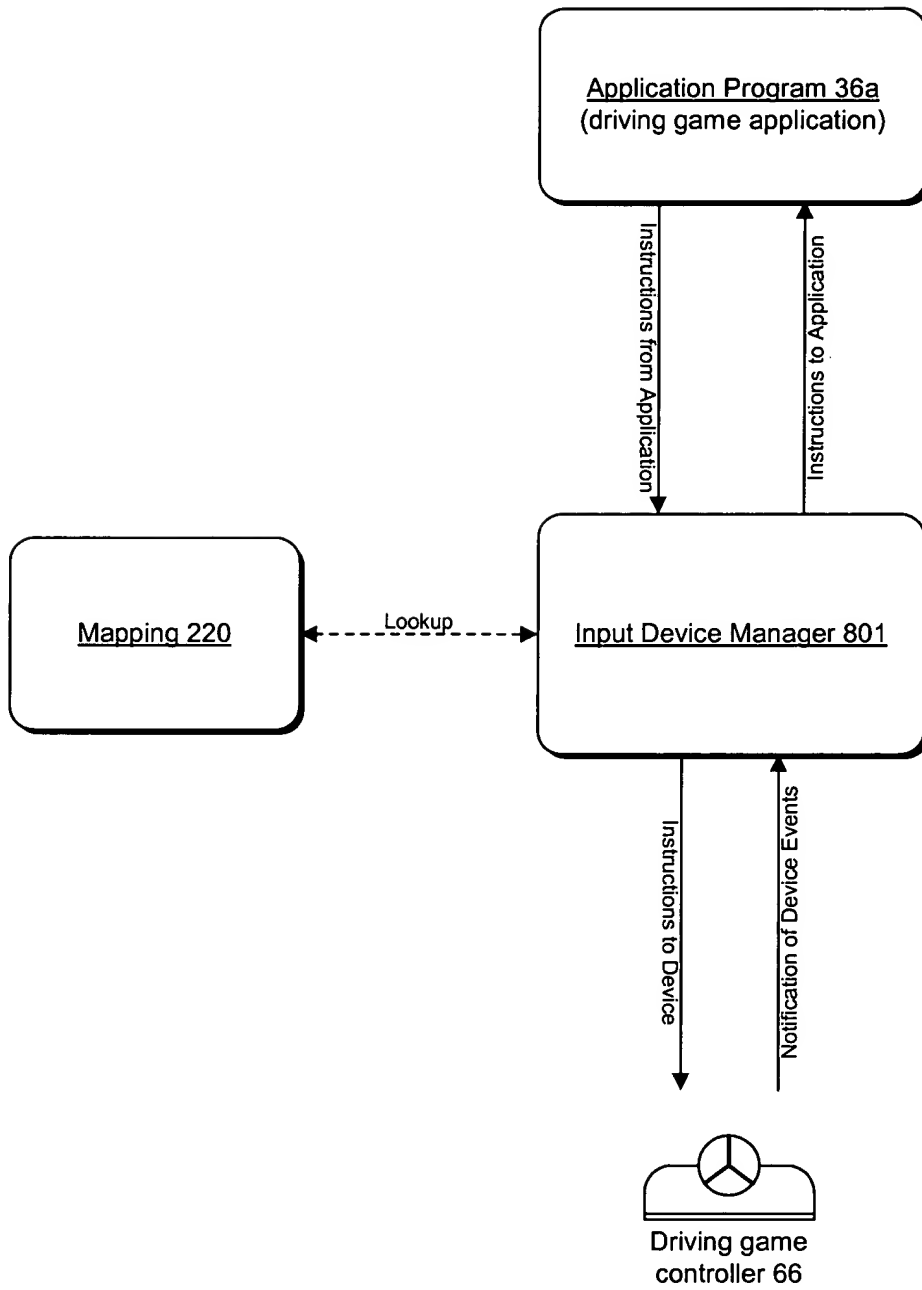 Application Program 36a
(driving game application)
Instructions from Application
Instructions to Application
Mapping 220
Lookup
Input Device Manager 801
Instructions to Device
Notification of Device Events
Driving game
controller 66